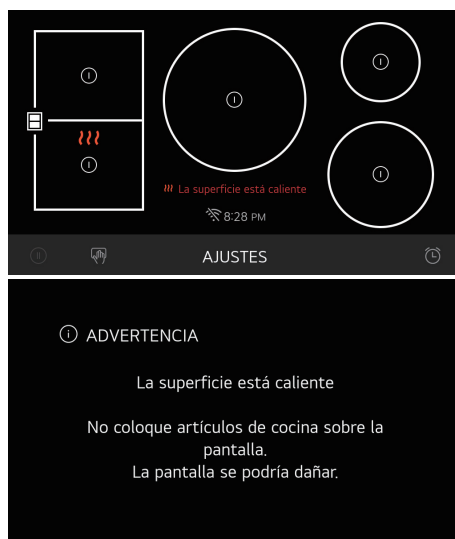 La superficie está caliente
8:28 PM
AJUSTES
ADVERTENCIA
La superficie está caliente
No coloque artículos de cocina sobre la
pantalla.
La pantalla se podría dañar.